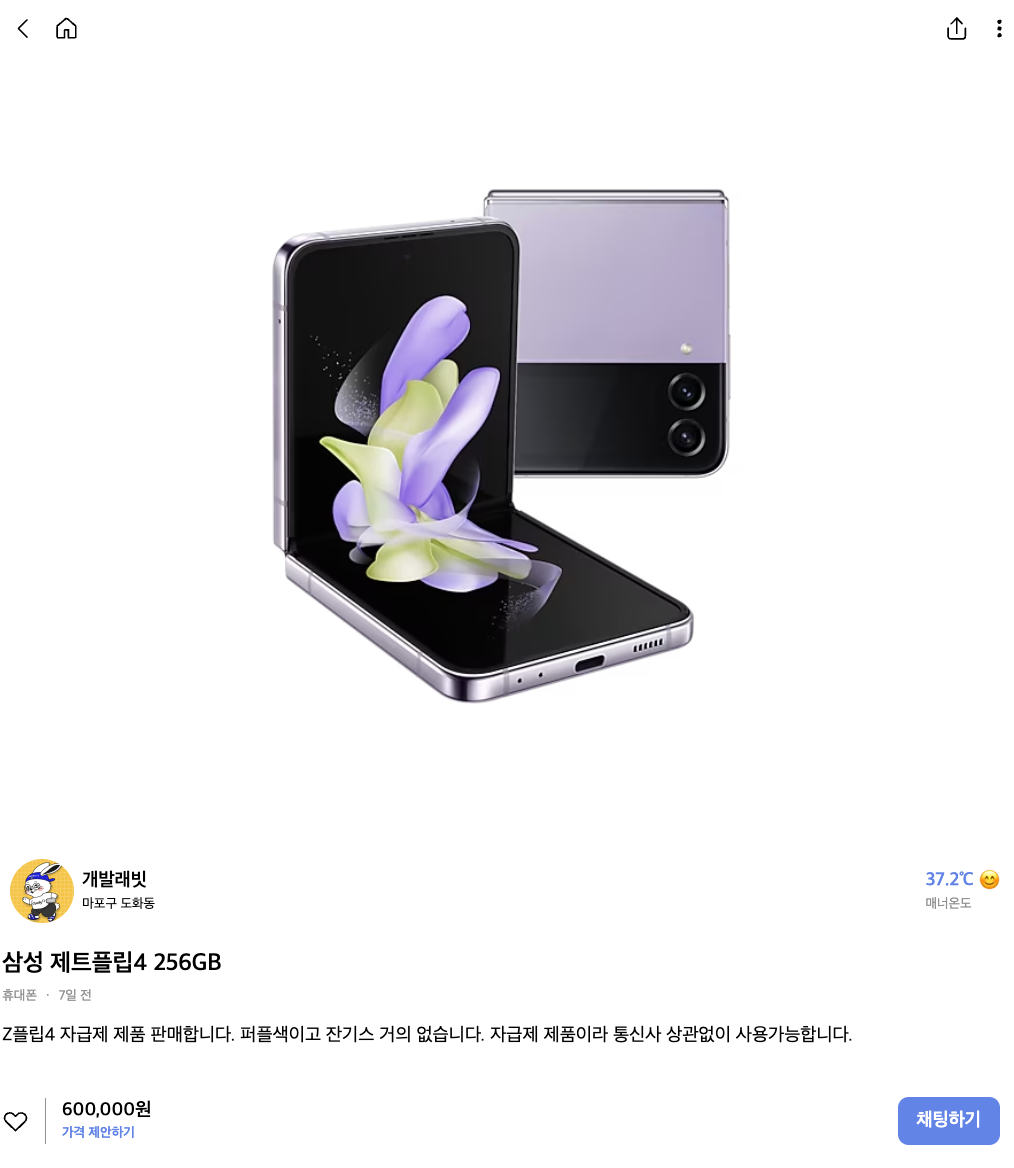 개발래빗
37.2℃ 😊
마포구 도화동
매너온도
삼성 제트플립4 256GB
휴대폰 · 7일 전
Z플립4 자급제 제품 판매합니다. 퍼플색이고 잔기스 거의 없습니다. 자급제 제품이라 통신사 상관없이 사용가능합니다.
600,000원
가격 제안하기
채팅하기